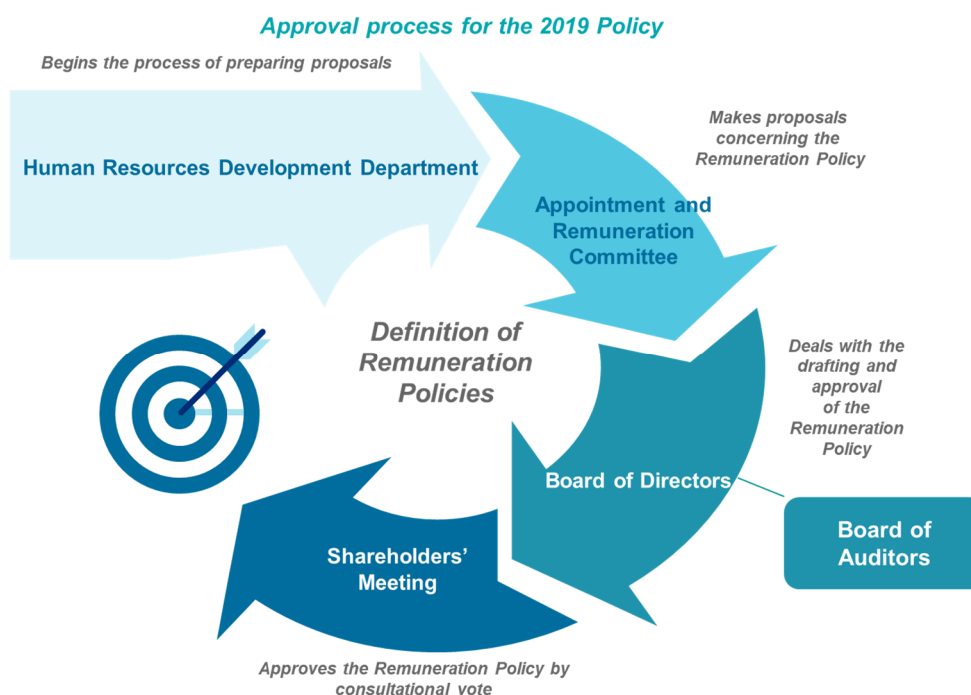 Approval process for the 2019 Policy
Begins the process of preparing proposals
Human Resources Development Department
Makes proposals
concerning the
Remuneration Policy
Appointment and
Remuneration
Committee
Definition of
Remuneration
Policies
Deals with the
drafting and
approval
of the
Remuneration
Policy
Board of Directors
Board of
Auditors
Shareholders’
Meeting
Approves the Remuneration Policy by
consultational vote